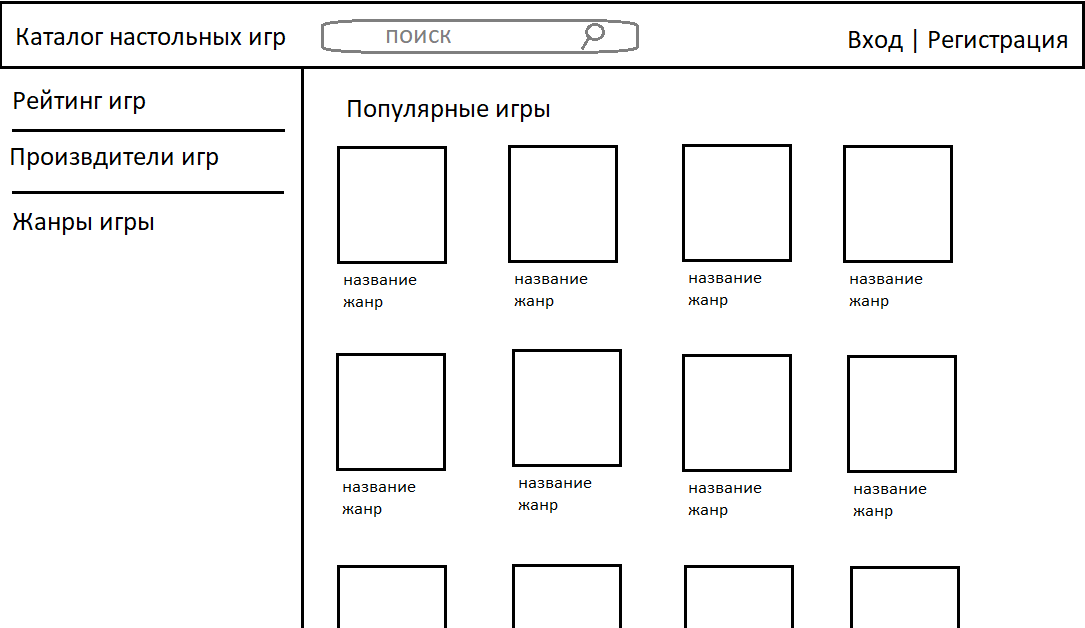 Каталог настольных игр
поиск
Вход | Регистрация
Рейтинг игр
Произвдители игр
Жанры игры
Популярные игры
название
жанр
название
жанр
название
жанр
название
жанр
название
жанр
название
жанр
название
жанр
название
жанр